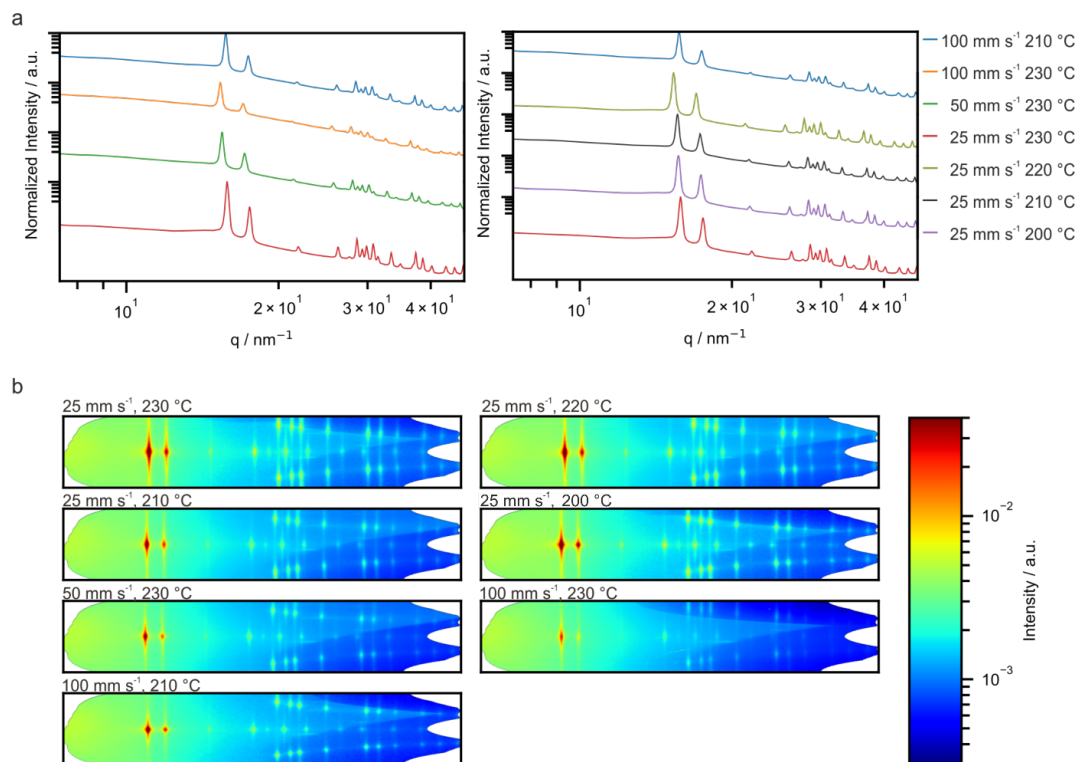 a
Normalized Intensity / a.u.
10¹
2 × 10¹
3 × 10¹
4 × 10¹
q / nm⁻¹
Normalized Intensity / a.u.
10¹
2 × 10¹
3 × 10¹
4 × 10¹
q / nm⁻¹
100 mm s⁻¹ 210 °C
100 mm s⁻¹ 230 °C
50 mm s⁻¹ 230 °C
25 mm s⁻¹ 230 °C
25 mm s⁻¹ 220 °C
25 mm s⁻¹ 210 °C
25 mm s⁻¹ 200 °C
b
25 mm s⁻¹, 230 °C
25 mm s⁻¹, 220 °C
25 mm s⁻¹, 210 °C
25 mm s⁻¹, 200 °C
50 mm s⁻¹, 230 °C
100 mm s⁻¹, 230 °C
100 mm s⁻¹, 210 °C
10⁻²
10⁻³
Intensity / a.u.